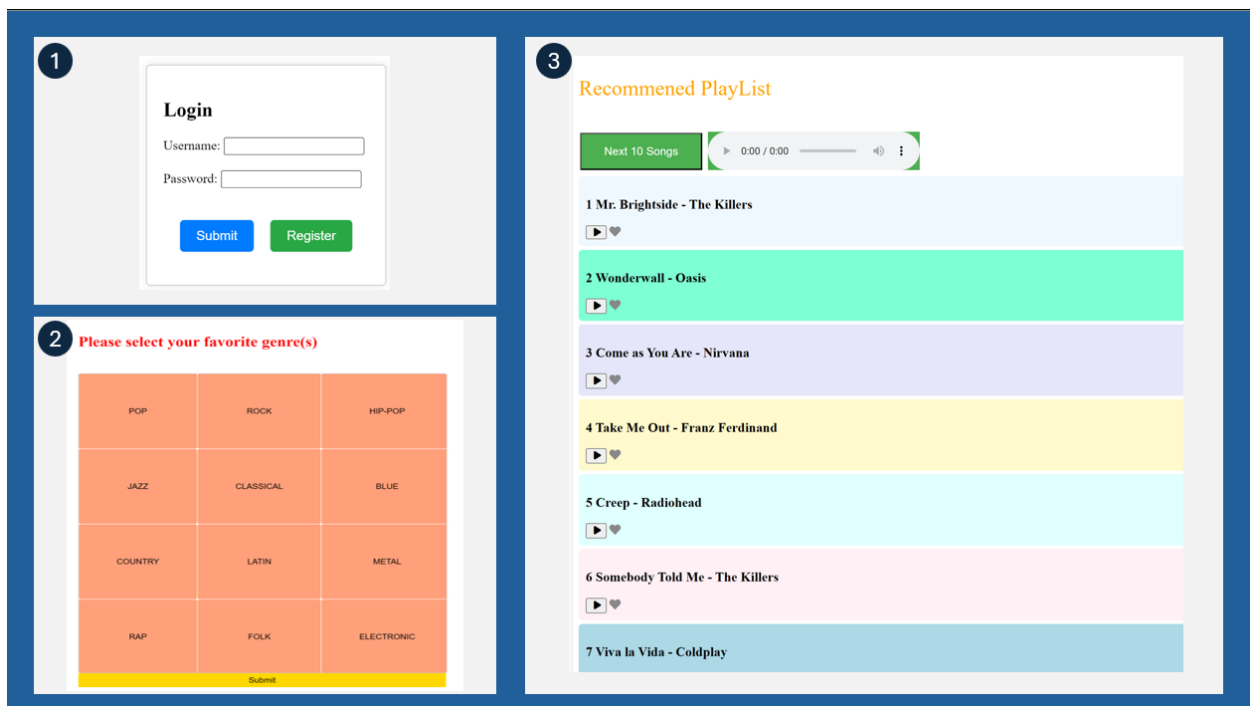 1
Login
Username:
Password:
Submit Register
2
Please select your favorite genre(s)
POP ROCK HIP-POP
JAZZ CLASSICAL BLUE
COUNTRY LATIN METAL
RAP FOLK ELECTRONIC
Submit
3
Recommened PlayList
Next 10 Songs 0:00 / 0:00
1 Mr. Brightside - The Killers
2 Wonderwall - Oasis
3 Come as You Are - Nirvana
4 Take Me Out - Franz Ferdinand
5 Creep - Radiohead
6 Somebody Told Me - The Killers
7 Viva la Vida - Coldplay